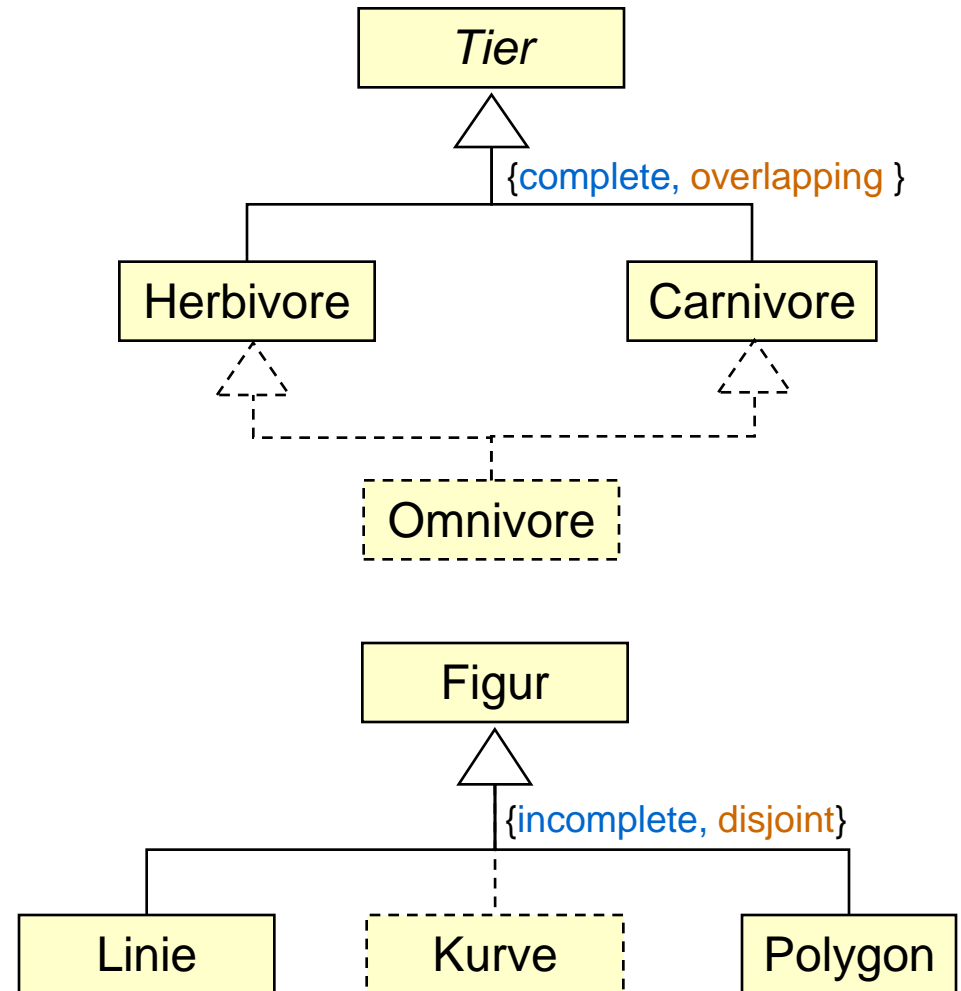 Tier
{complete, overlapping }
Herbivore Carnivore
Omnivore
Figur
{incomplete, disjoint}
Linie Kurve Polygon